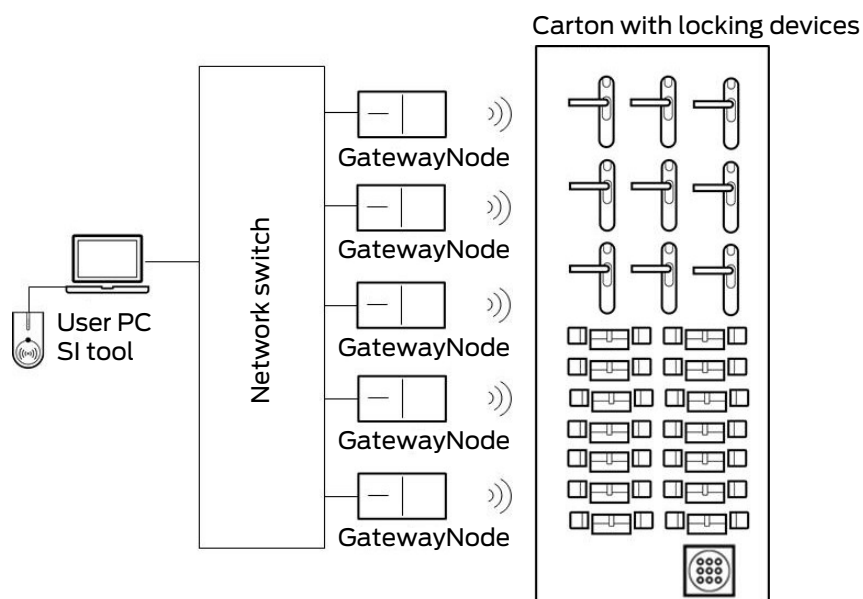 Carton with locking devices
GatewayNode
GatewayNode
GatewayNode
GatewayNode
GatewayNode
Network switch
User PC
SI tool